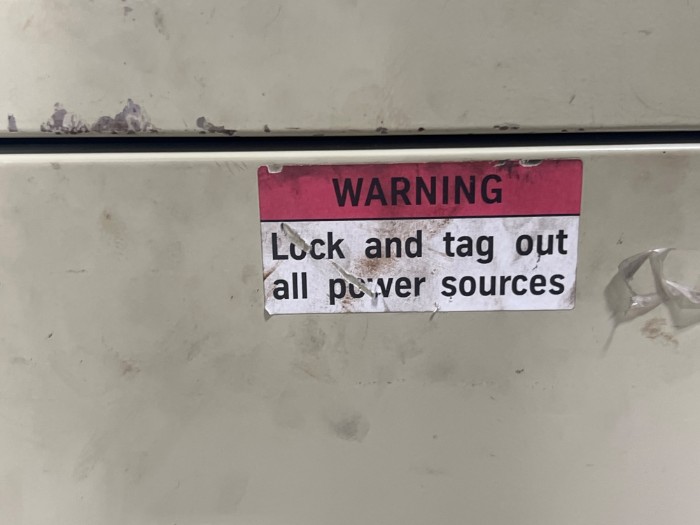 WARNING
Lock and tag out
all power sources